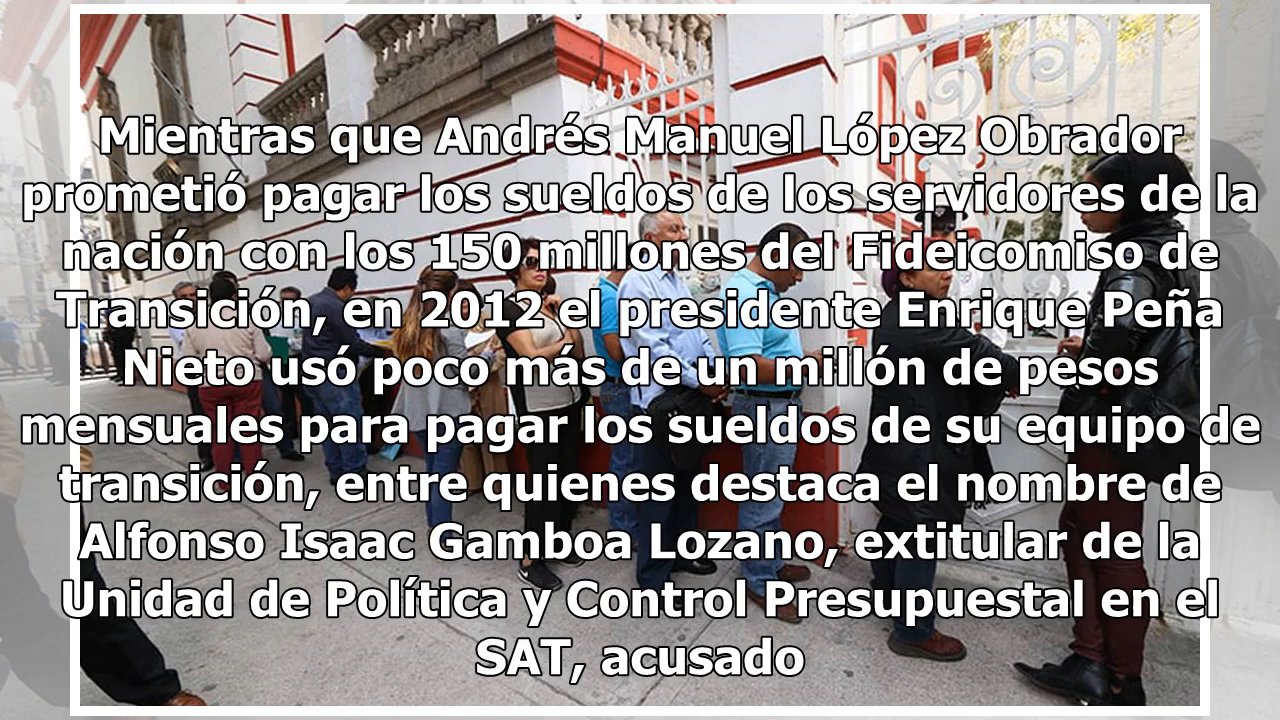 Mientras que Andrés Manuel López Obrador
prometió pagar los sueldos de los servidores de la
nación con los 150 millones del Fideicomiso de
Transición, en 2012 el presidente Enrique Peña
Nieto usó poco más de un millón de pesos
mensuales para pagar los sueldos de su equipo de
transición, entre quienes destaca el nombre de
Alfonso Isaac Gamboa Lozano, extitular de la
Unidad de Política y Control Presupuestal en el
SAT, acusado